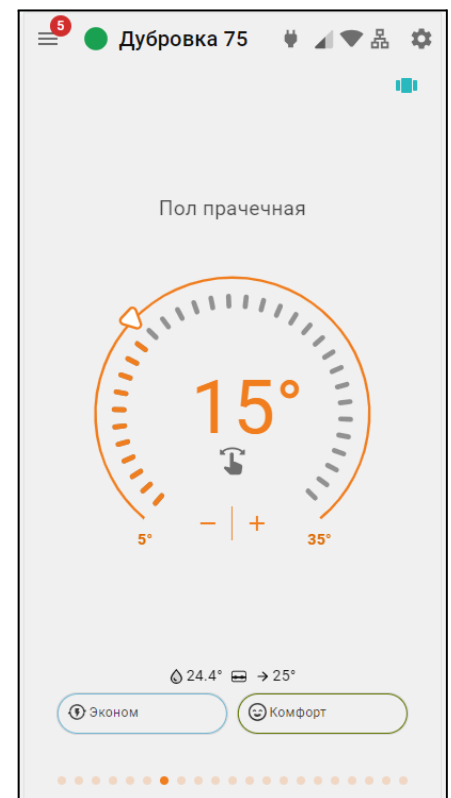 5
Дубровка 75
Пол прачечная
15°
− | +
5° 35°
24.4° → 25°
Эконом Комфорт